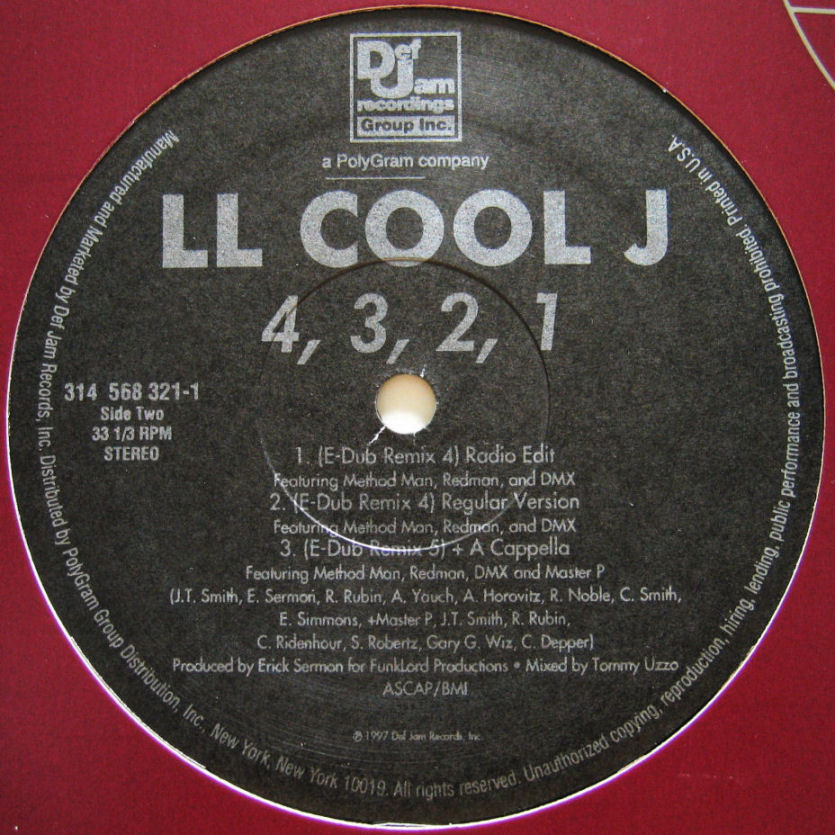 Def
Jam
recordings
Group Inc.
a PolyGram company
LL COOL J
4, 3, 2, 1
314 568 321-1
Side Two
33 1/3 RPM
STEREO
1. (E-Dub Remix 4) Radio Edit
Featuring Method Man, Redman, and DMX
2. (E-Dub Remix 4) Regular Version
Featuring Method Man, Redman, and DMX
3. (E-Dub Remix 5) + A Cappella
Featuring Method Man, Redman, DMX and Master P
(J.T. Smith, E. Sermon, R. Rubin, A. Yauch, A. Horovitz, R. Noble, C. Smith,
E. Simmons, +Master P, J.T. Smith, R. Rubin,
C. Ridenhour, S. Robertz, Gary G. Wiz, C. Depper)
Produced by Erick Sermon for FunkLord Productions • Mixed by Tommy Uzzo
ASCAP/BMI
℗ 1997 Def Jam Records, Inc.
Manufactured and Marketed by Def Jam Records, Inc. Distributed by PolyGram Group Distribution, Inc., New York, New York 10019. All rights reserved. Unauthorized copying, reproduction, hiring, lending, public performance and broadcasting prohibited. Printed in U.S.A.